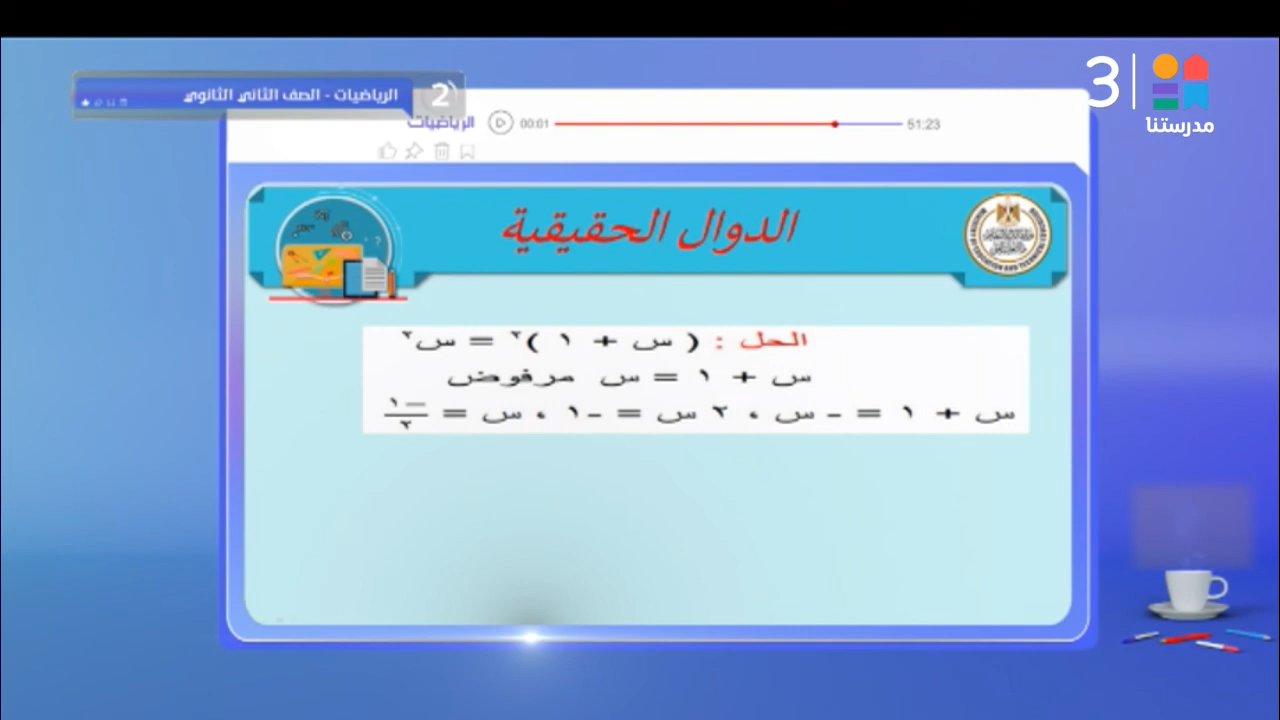 3
مدرستنا
2
الرياضيات - الصف الثاني الثانوي
الرياضيات
00:01
51:23
الدوال الحقيقية
الحل : ( س + ١ )٢ = س٢
س + ١ = س مرفوض
س + ١ = - س ، ٢ س = -١ ، س = -١/٢